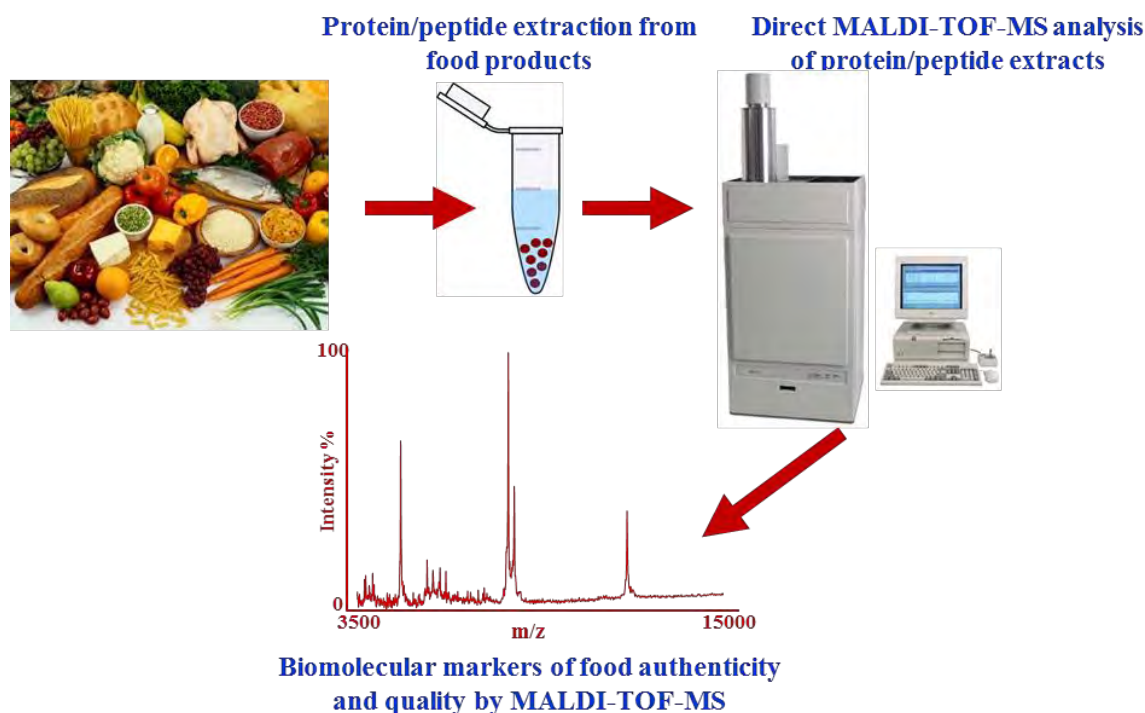 Protein/peptide extraction from
food products
Direct MALDI-TOF-MS analysis
of protein/peptide extracts
100
Intensity %
0
3500
m/z
15000
Biomolecular markers of food authenticity
and quality by MALDI-TOF-MS